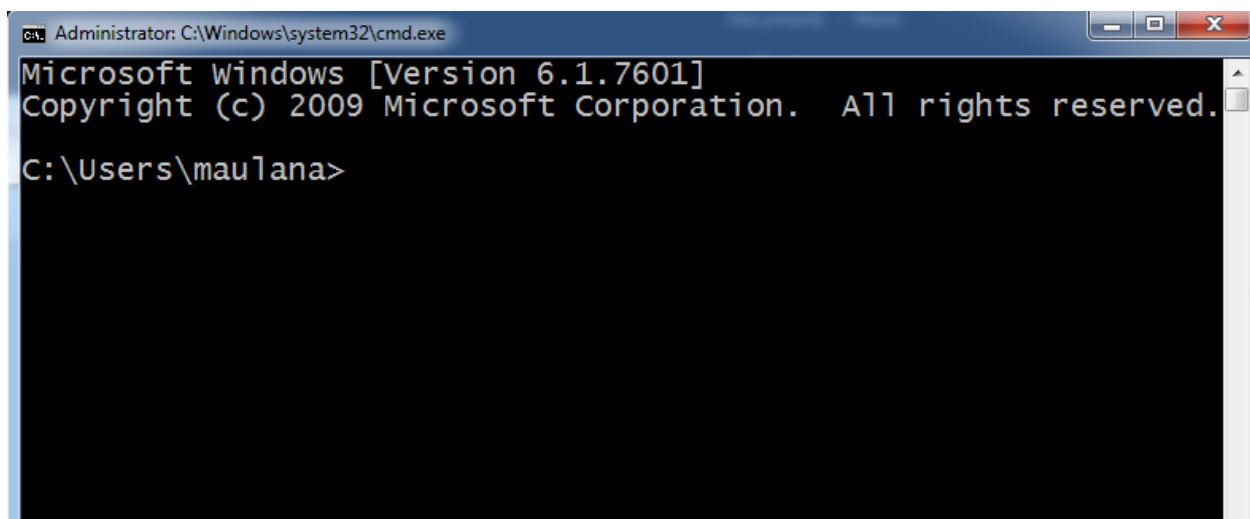 Administrator: C:\Windows\system32\cmd.exe
Microsoft Windows [Version 6.1.7601]
Copyright (c) 2009 Microsoft Corporation.  All rights reserved.
C:\Users\maulana>